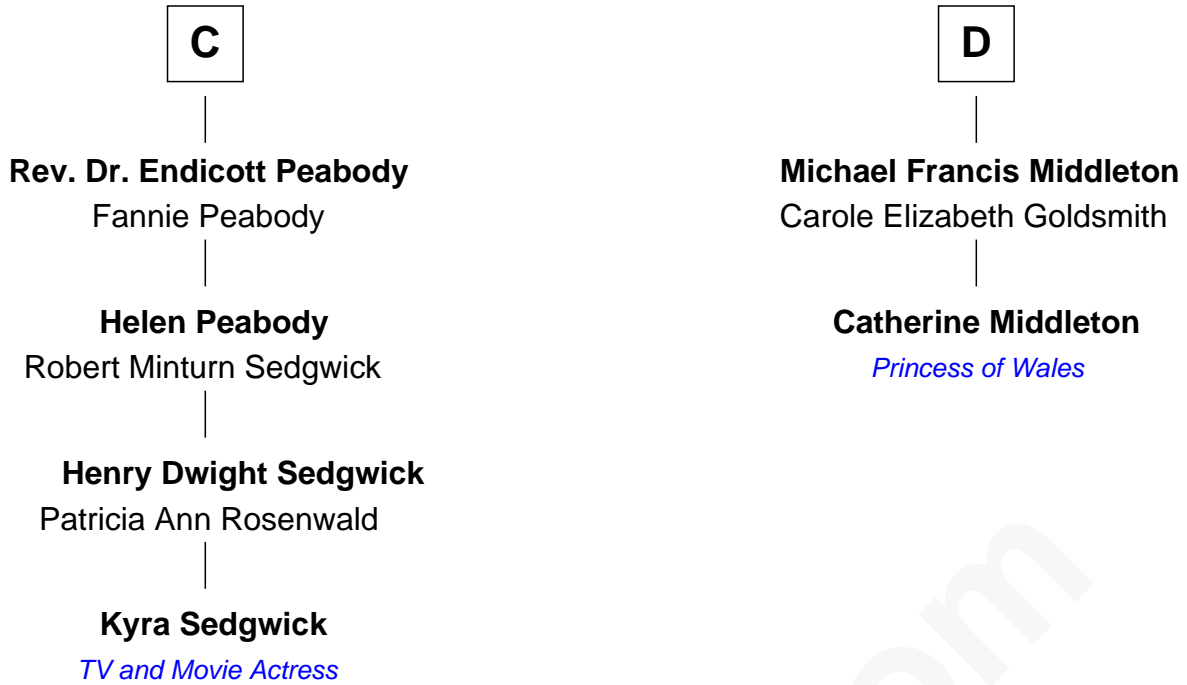 C
Rev. Dr. Endicott Peabody
Fannie Peabody
Helen Peabody
Robert Minturn Sedgwick
Henry Dwight Sedgwick
Patricia Ann Rosenwald
Kyra Sedgwick
TV and Movie Actress
D
Michael Francis Middleton
Carole Elizabeth Goldsmith
Catherine Middleton
Princess of Wales
om